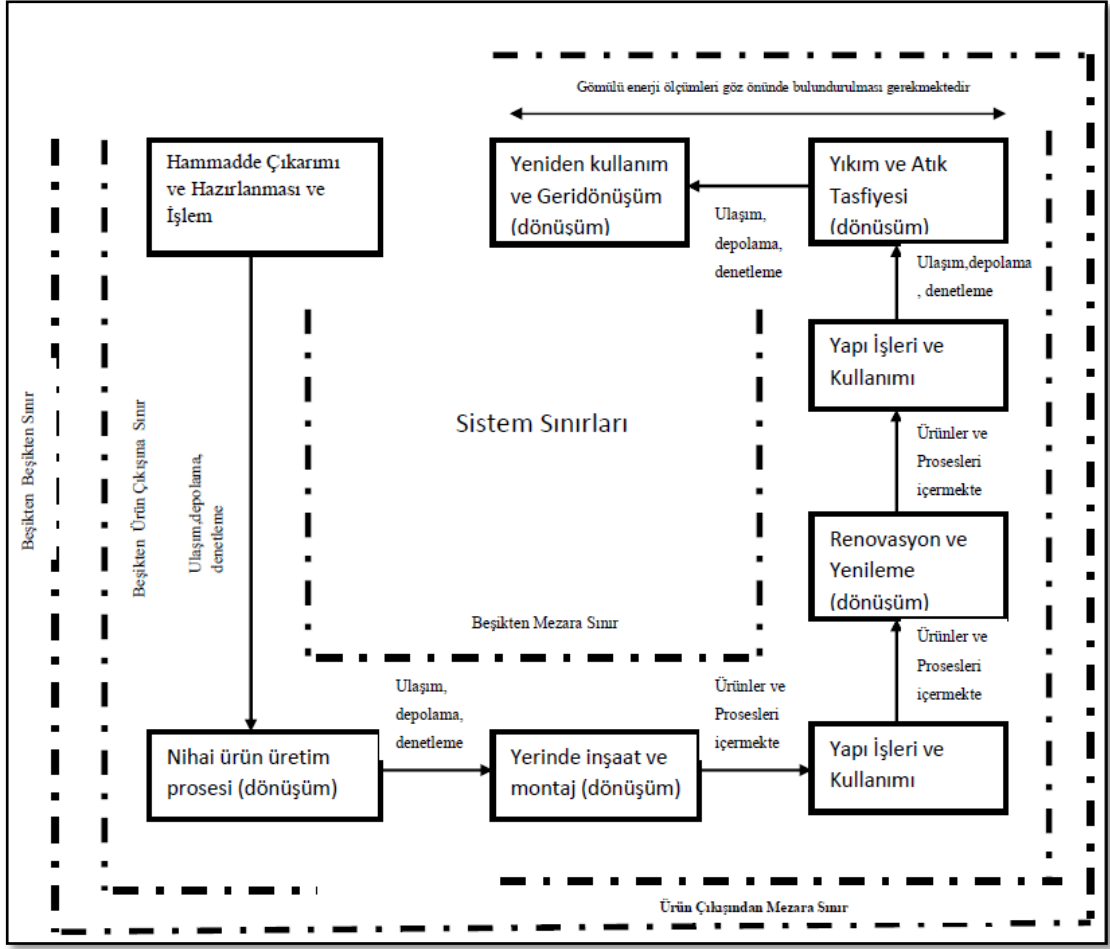 Gömülü enerji ölçümleri göz önünde bulundurulması gerekmektedir
Hammadde Çıkarımı
ve Hazırlanması ve
İşlem
Yeniden kullanım
ve Geridönüşüm
(dönüşüm)
Yıkım ve Atık
Tasfiyesi
(dönüşüm)
Ulaşım,
depolama,
denetleme
Ulaşım,depolama
, denetleme
Yapı İşleri ve
Kullanımı
Sistem Sınırları
Ürünler ve
Prosesleri
içermekte
Beşikten Beşikten Sınır
Beşikten Ürün Çıkışına Sınır
Ulaşım,depolama,
denetleme
Renovasyon ve
Yenileme
(dönüşüm)
Beşikten Mezara Sınır
Ürünler ve
Prosesleri
içermekte
Ulaşım,
depolama,
denetleme
Ürünler ve
Prosesleri
içermekte
Nihai ürün üretim
prosesi (dönüşüm)
Yerinde inşaat ve
montaj (dönüşüm)
Yapı İşleri ve
Kullanımı
Ürün Çıkışından Mezara Sınır